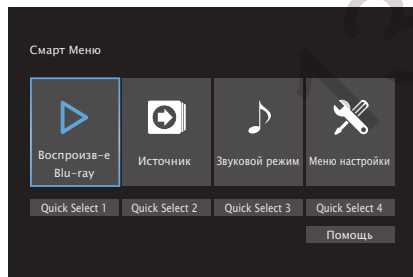 Смарт Меню
Воспроизв-е
Blu-ray
Источник
Звуковой режим
Меню настройки
Quick Select 1
Quick Select 2
Quick Select 3
Quick Select 4
Помощь